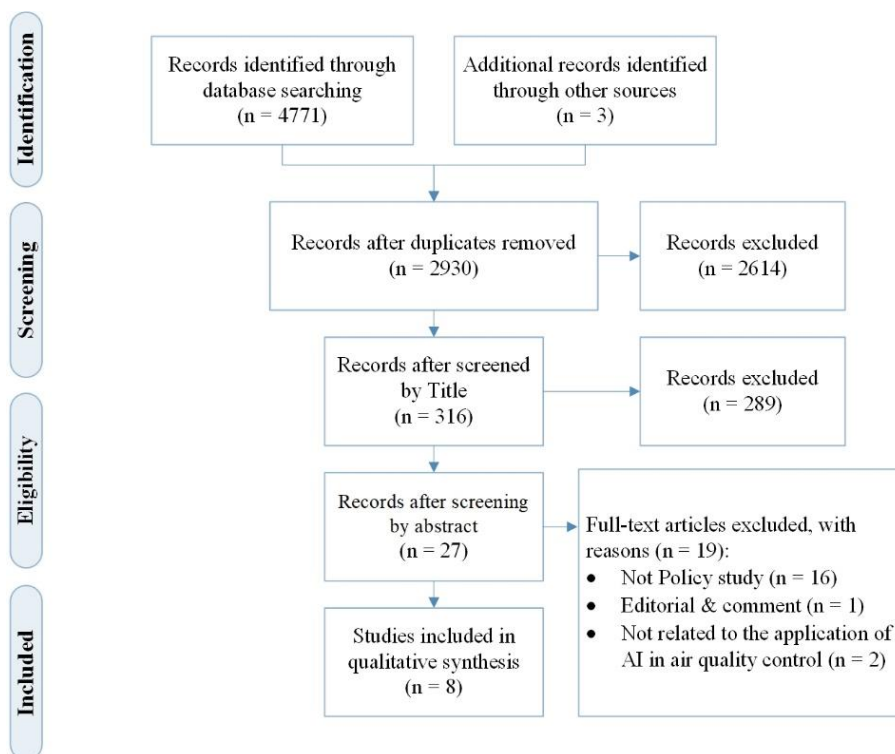 Identification
Records identified through
database searching
(n = 4771)
Additional records identified
through other sources
(n = 3)
Screening
Records after duplicates removed
(n = 2930)
Records excluded
(n = 2614)
Records after screened
by Title
(n = 316)
Records excluded
(n = 289)
Eligibility
Records after screening
by abstract
(n = 27)
Full-text articles excluded, with
reasons (n = 19):
• Not Policy study (n = 16)
• Editorial & comment (n = 1)
• Not related to the application of
AI in air quality control (n = 2)
Included
Studies included in
qualitative synthesis
(n = 8)